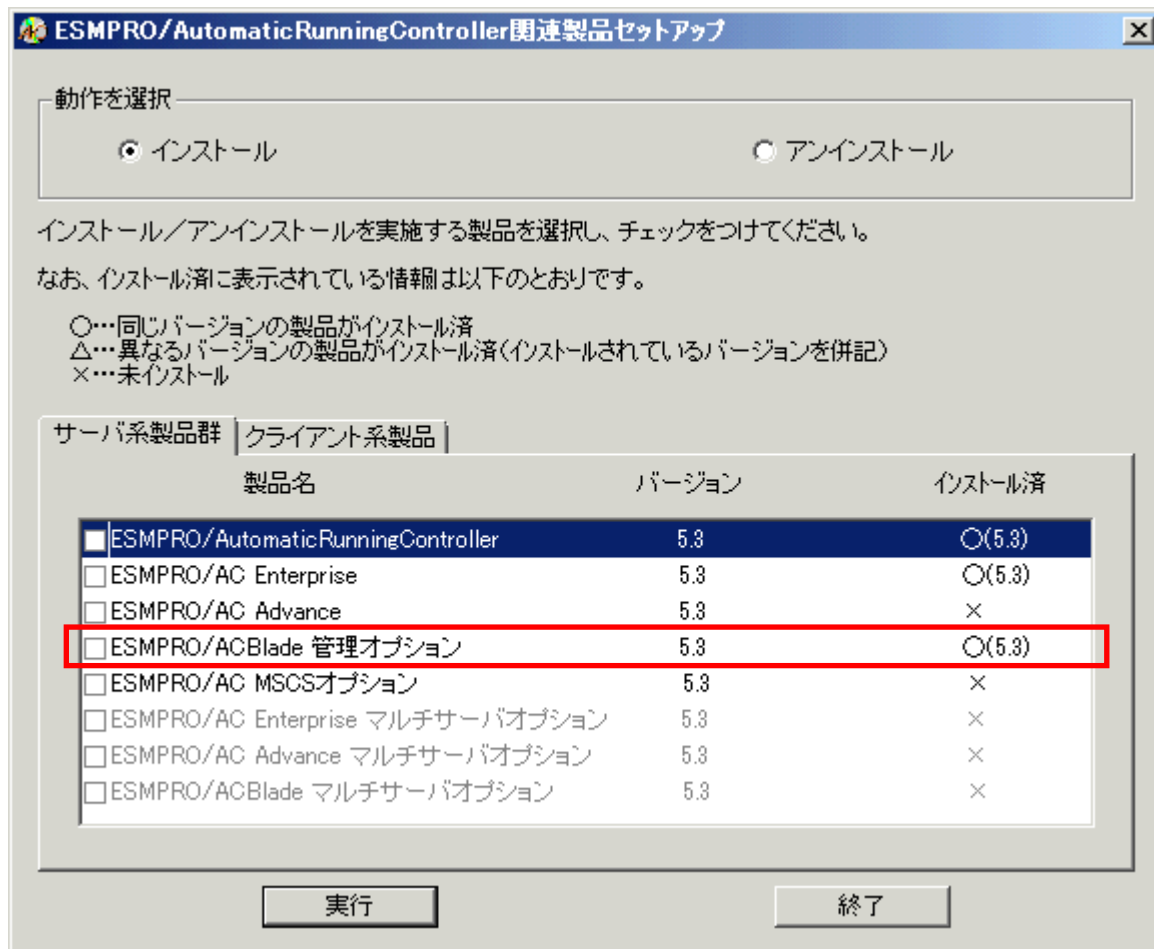 ESMPRO/AutomaticRunningController関連製品セットアップ
動作を選択
インストール アンインストール
インストール／アンインストールを実施する製品を選択し、チェックをつけてください。
なお、インストール済に表示されている情報は以下のとおりです。
○…同じバージョンの製品がインストール済
△…異なるバージョンの製品がインストール済(インストールされているバージョンを併記)
×…未インストール
サーバ系製品群 クライアント系製品
製品名 バージョン インストール済
ESMPRO/AutomaticRunningController 5.3 ○(5.3)
ESMPRO/AC Enterprise 5.3 ○(5.3)
ESMPRO/AC Advance 5.3 ×
ESMPRO/ACBlade 管理オプション 5.3 ○(5.3)
ESMPRO/AC MSCSオプション 5.3 ×
ESMPRO/AC Enterprise マルチサーバオプション 5.3 ×
ESMPRO/AC Advance マルチサーバオプション 5.3 ×
ESMPRO/ACBlade マルチサーバオプション 5.3 ×
実行 終了